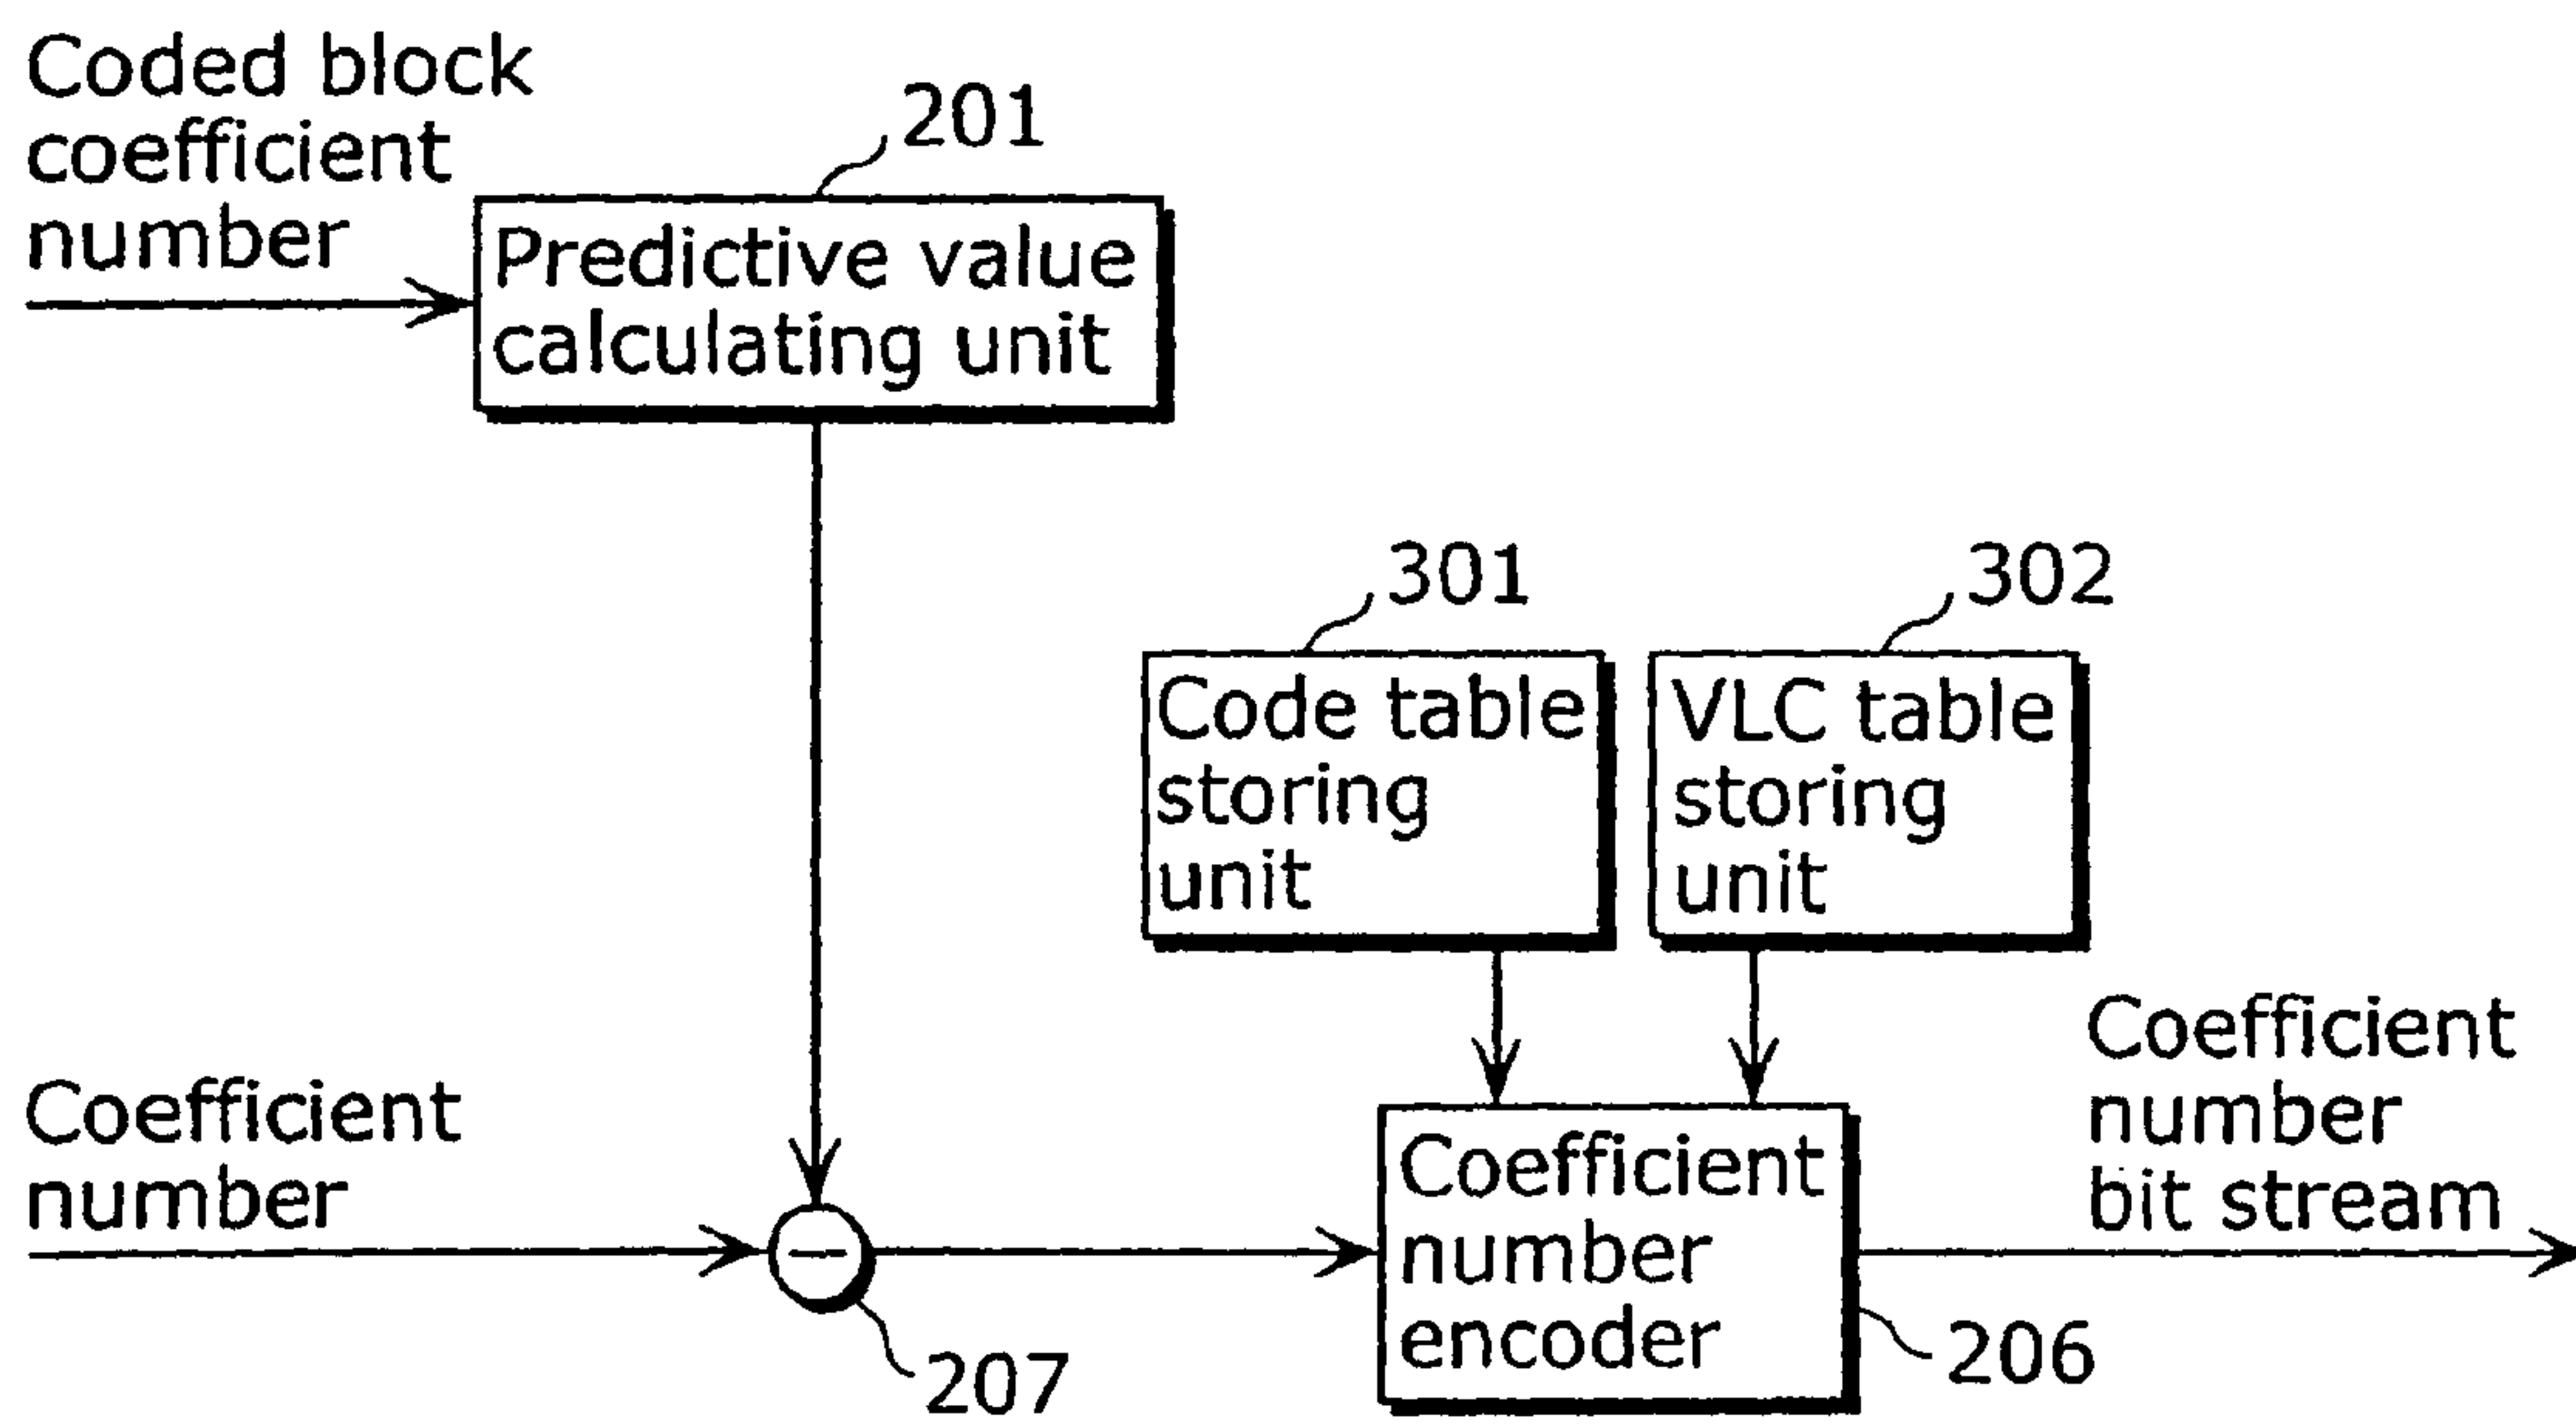 Coded block
coefficient
number
201
Predictive value
calculating unit
301
302
Code table
storing
unit
VLC table
storing
unit
Coefficient
number
Coefficient
number
encoder
Coefficient
number
bit stream
207
206